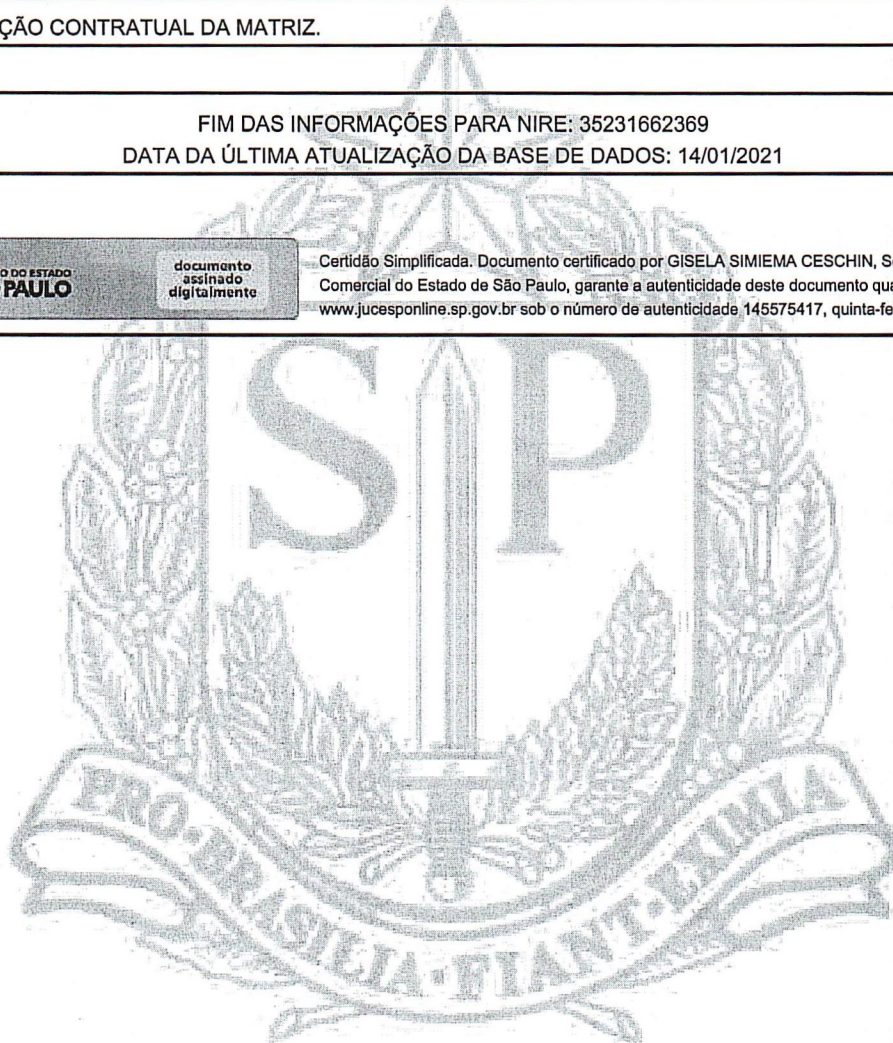 ÇÃO CONTRATUAL DA MATRIZ.
FIM DAS INFORMAÇÕES PARA NIRE: 35231662369
DATA DA ÚLTIMA ATUALIZAÇÃO DA BASE DE DADOS: 14/01/2021
O DO ESTADO
PAULO
documento
assinado
digitalmente
Certidão Simplificada. Documento certificado por GISELA SIMIEMA CESCHIN, S
Comercial do Estado de São Paulo, garante a autenticidade deste documento qua
www.jucesponline.sp.gov.br sob o número de autenticidade 145575417, quinta-fe
SP
PRO·BRASILIA·FIANT·EXIMIA